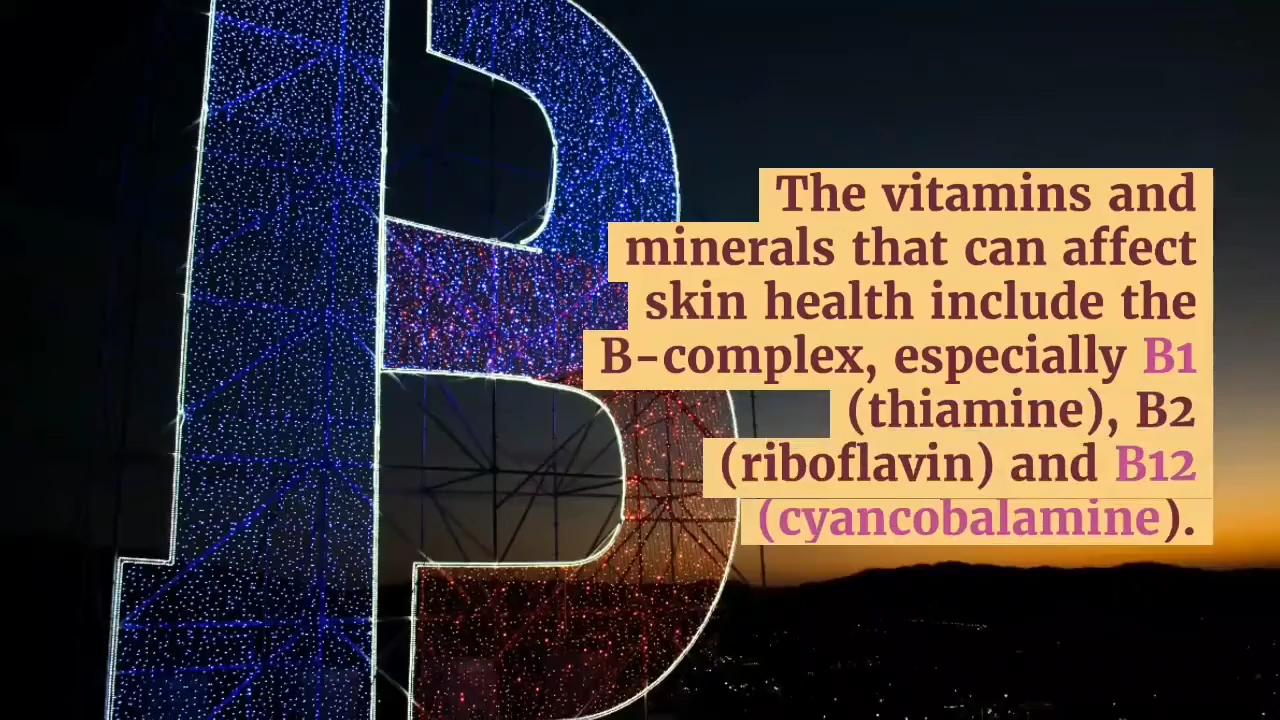 The vitamins and
minerals that can affect
skin health include the
B-complex, especially B1
(thiamine), B2
(riboflavin) and B12
(cyancobalamine).